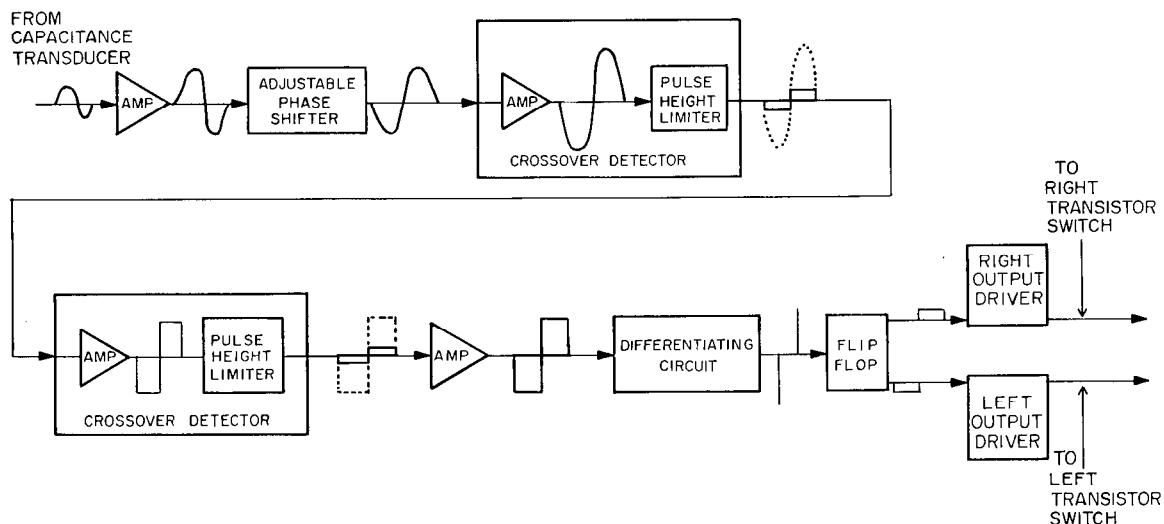 FROM
CAPACITANCE
TRANSDUCER
AMP
ADJUSTABLE
PHASE
SHIFTER
AMP
PULSE
HEIGHT
LIMITER
CROSSOVER DETECTOR
TO
RIGHT
TRANSISTOR
SWITCH
AMP
PULSE
HEIGHT
LIMITER
CROSSOVER DETECTOR
AMP
DIFFERENTIATING
CIRCUIT
FLIP
FLOP
RIGHT
OUTPUT
DRIVER
LEFT
OUTPUT
DRIVER
TO
LEFT
TRANSISTOR
SWITCH